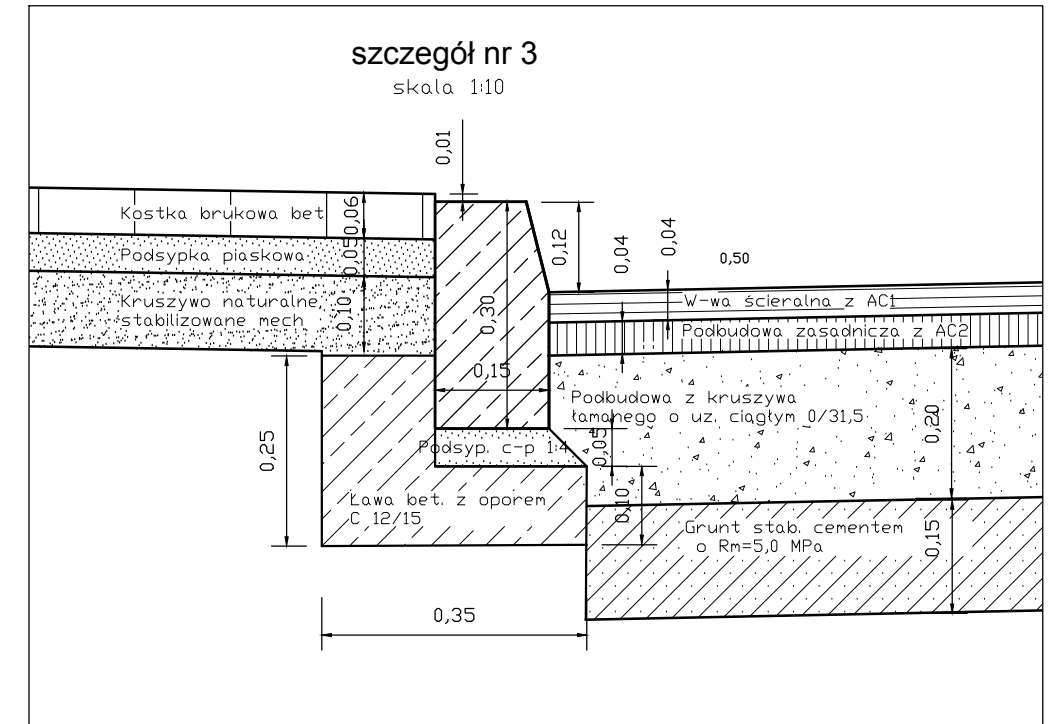 szczegół nr 3
skala 1:10
0,01
Kostka brukowa bet
0,06
Podsypka piaskowa
0,05
Kruszywo naturalne
stabilizowane mech
0,10
0,30
0,15
0,12
0,04
0,04
0,50
W-wa ścieralna z AC1
Podbudowa zasadnicza z AC2
Podbudowa z kruszywa
łamanego o uz. ciągłym 0/31,5
0,20
Podsyp. c-p 1:4
0,05
0,25
Ława bet. z oporem
C 12/15
0,10
Grunt stab. cementem
o Rm=5,0 MPa
0,15
0,35